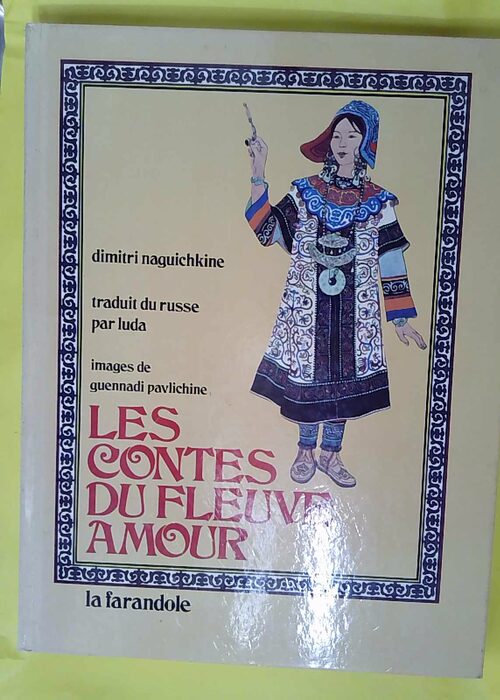 dimitri naguichkine
traduit du russe
par luda
images de
guennadi pavlichine
LES
CONTES
DU FLEUVE
AMOUR
la farandole